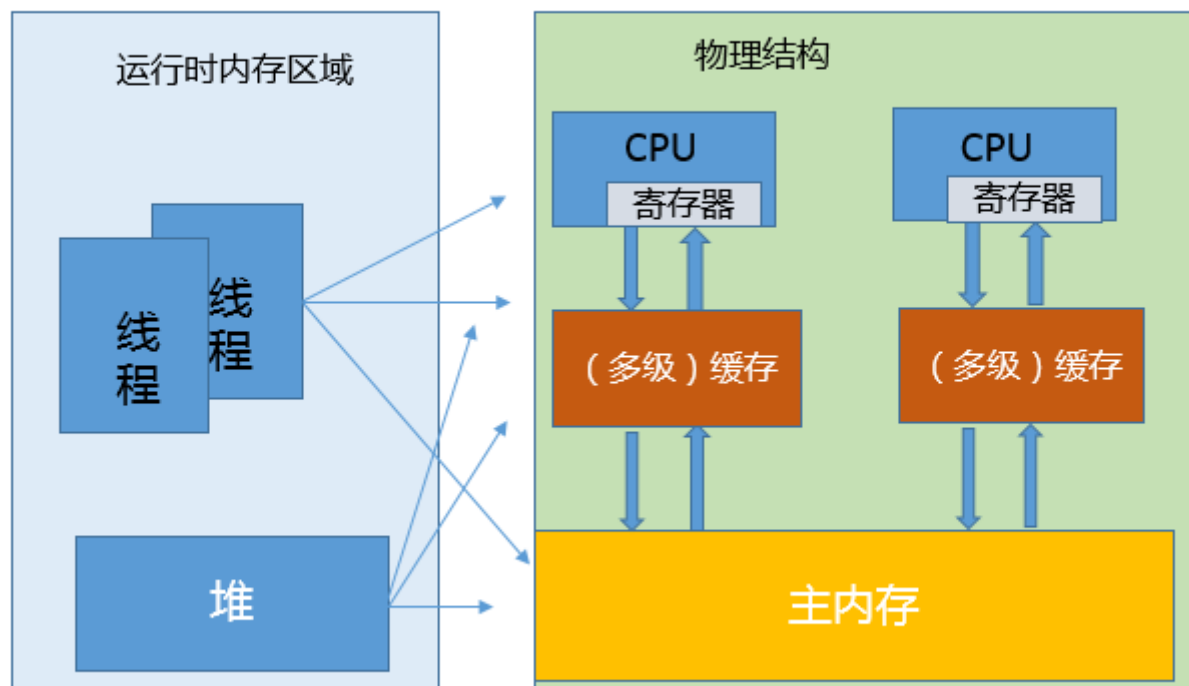 运行时内存区域
线
程
线
程
堆
物理结构
CPU
寄存器
CPU
寄存器
（多级）缓存
（多级）缓存
主内存